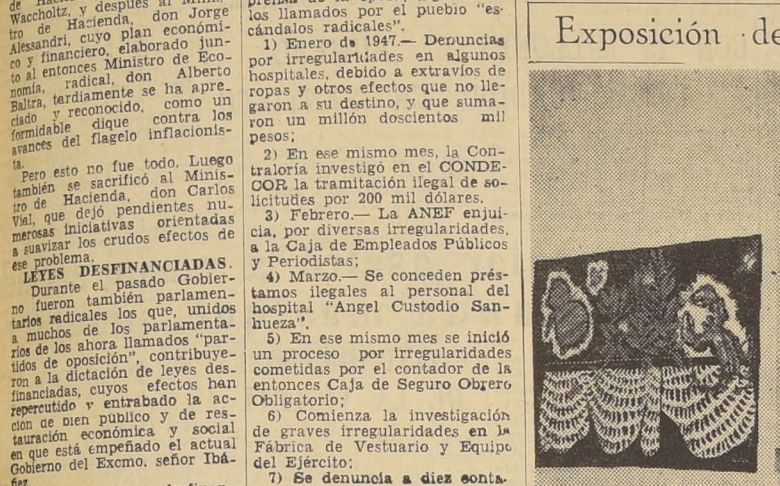 Waccholtz, y después al Minis-
tro de Hacienda, don Jorge
Alessandri, cuyo plan económi-
co y financiero, elaborado jun-
to al entonces Ministro de Eco-
nomía, radical, don Alberto
Baltra, tardiamente se ha apre-
ciado y reconocido, como un
formidable dique contra los
avances del flagelo inflacionis-
ta.
Pero esto no fue todo. Luego
también se sacrificó al Minis-
tro de Hacienda, don Carlos
Vial, que dejó pendientes nu-
merosas iniciativas orientadas
a suavizar los crudos efectos de
ese problema.
LEYES DESFINANCIADAS.
Durante el pasado Gobier-
no fueron también parlamen-
tarios radicales los que, unidos
a muchos de los parlamenta-
rios de los ahora llamados "par-
tidos de oposición", contribuye-
ron a la dictación de leyes des-
financiadas, cuyos efectos han
repercutido y entrabado la ac-
ción de bien público y de res-
tauración económica y social
en que está empeñado el actual
Gobierno del Excmo. señor Ibá-
ñez.
los llamados por el pueblo "es-
cándalos radicales".
1) Enero de 1947.— Denuncias
por irregularidades en algunos
hospitales, debido a extravíos de
ropas y otros efectos que no lle-
garon a su destino, y que suma-
ron un millón doscientos mil
pesos;
2) En ese mismo mes, la Con-
traloría investigó en el CONDE-
COR la tramitación ilegal de so-
licitudes por 200 mil dólares.
3) Febrero.— La ANEF enjui-
cia, por diversas irregularidades,
a la Caja de Empleados Públicos
y Periodistas;
4) Marzo.— Se conceden prés-
tamos ilegales al personal del
hospital "Angel Custodio San-
hueza".
5) En ese mismo mes se inició
un proceso por irregularidades
cometidas por el contador de la
entonces Caja de Seguro Obrero
Obligatorio;
6) Comienza la investigación
de graves irregularidades en la
Fábrica de Vestuario y Equipo
del Ejército;
7) Se denuncia a diez conta-
Exposición de